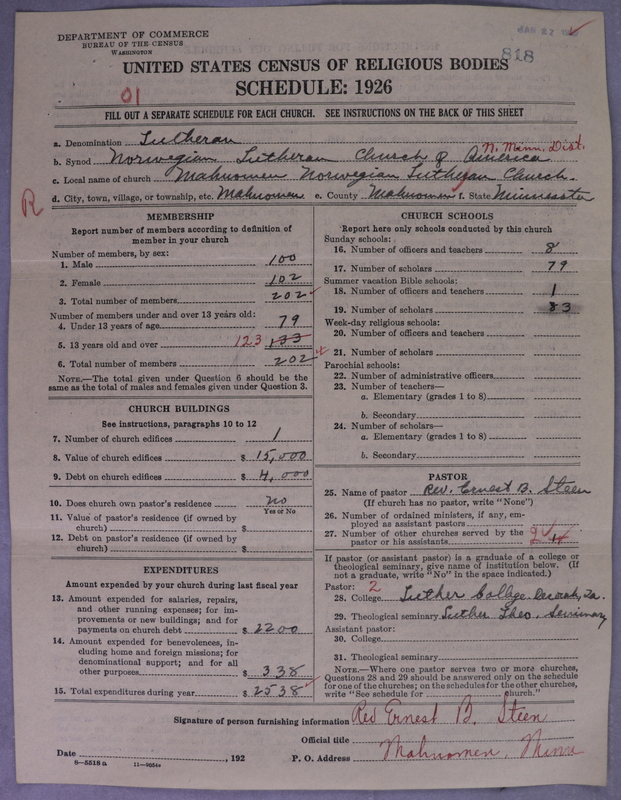 DEPARTMENT OF COMMERCE
BUREAU OF THE CENSUS
WASHINGTON
JAN 22
818
UNITED STATES CENSUS OF RELIGIOUS BODIES
SCHEDULE: 1926
01
FILL OUT A SEPARATE SCHEDULE FOR EACH CHURCH. SEE INSTRUCTIONS ON THE BACK OF THIS SHEET
a. Denomination Lutheran
N. Minn. Dist.
b. Synod Norwegian Lutheran Church of America
c. Local name of church Mahnomen Norwegian Lutheran Church.
R
d. City, town, village, or township, etc. Mahnomen e. County Mahnomen f. State Minnesota
MEMBERSHIP
Report number of members according to definition of
member in your church
Number of members, by sex:
1. Male 100
2. Female 102
3. Total number of members 202
Number of members under and over 13 years old:
4. Under 13 years of age 79
5. 13 years old and over 123 133
6. Total number of members 202
NOTE.—The total given under Question 6 should be the
same as the total of males and females given under Question 3.
CHURCH BUILDINGS
See instructions, paragraphs 10 to 12
7. Number of church edifices 1
8. Value of church edifices $ 15,000
9. Debt on church edifices $ 4,000
10. Does church own pastor's residence no
Yes or No
11. Value of pastor's residence (if owned by
church) $
12. Debt on pastor's residence (if owned by
church) $
EXPENDITURES
Amount expended by your church during last fiscal year
13. Amount expended for salaries, repairs,
and other running expenses; for im-
provements or new buildings; and for
payments on church debt $ 2200
14. Amount expended for benevolences, in-
cluding home and foreign missions; for
denominational support; and for all
other purposes $ 338
15. Total expenditures during year $ 2538
CHURCH SCHOOLS
Report here only schools conducted by this church
Sunday schools:
16. Number of officers and teachers 8
17. Number of scholars 79
Summer vacation Bible schools:
18. Number of officers and teachers 1
19. Number of scholars 33
Week-day religious schools:
20. Number of officers and teachers
21. Number of scholars
Parochial schools:
22. Number of administrative officers
23. Number of teachers—
a. Elementary (grades 1 to 8)
b. Secondary
24. Number of scholars—
a. Elementary (grades 1 to 8)
b. Secondary
PASTOR
25. Name of pastor Rev. Ernest B. Steen
(If church has no pastor, write "None")
26. Number of ordained ministers, if any, em-
ployed as assistant pastors
27. Number of other churches served by the
pastor or his assistants
If pastor (or assistant pastor) is a graduate of a college or
theological seminary, give name of institution below. (If
not a graduate, write "No" in the space indicated.)
Pastor: 2
28. College Luther College Decorah, Ia.
29. Theological seminary Luther Theo. Seminary
Assistant pastor:
30. College
31. Theological seminary
NOTE.—Where one pastor serves two or more churches,
Questions 28 and 29 should be answered only on the schedule
for one of the churches; on the schedules for the other churches,
write "See schedule for church."
Signature of person furnishing information Rev Ernest B. Steen
Official title
Date , 192 P. O. Address Mahnomen, Minn
8—5518 a 11—9054